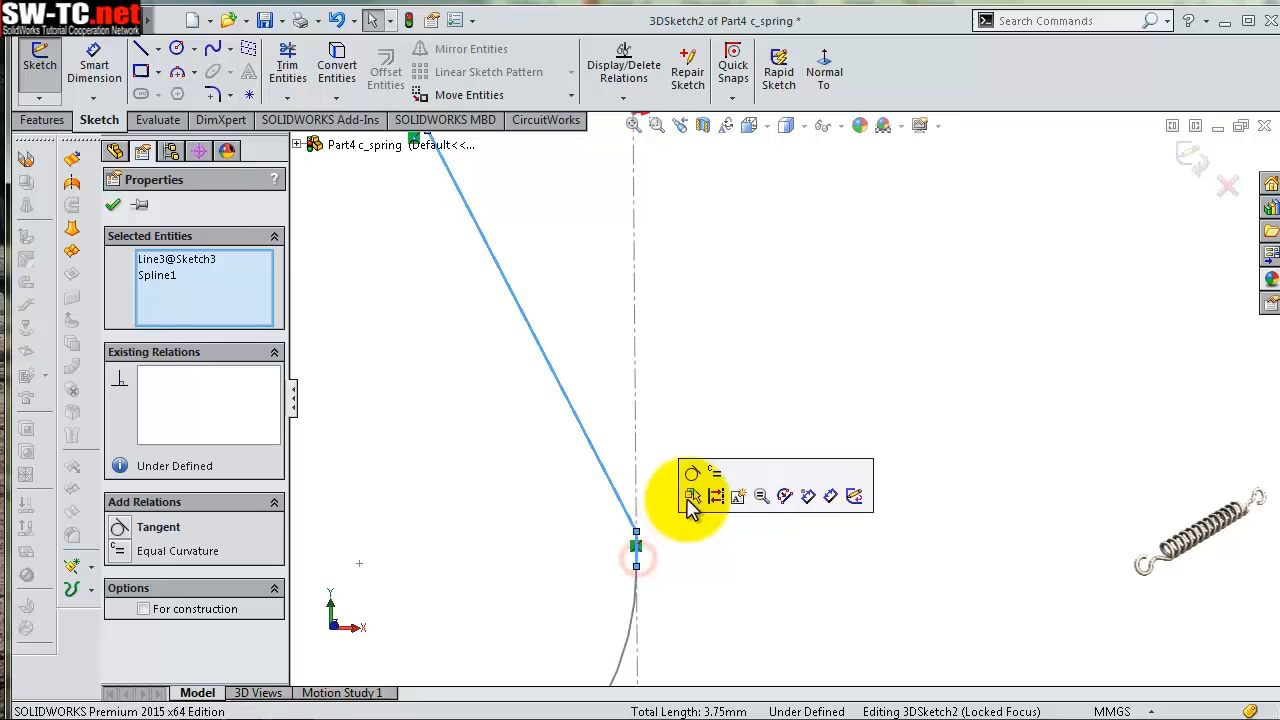 SW-TC.net
SolidWorks Tutorial Cooperation Network
3DSketch2 of Part4 c_spring *
Search Commands
Sketch
Smart Dimension
Trim Entities
Convert Entities
Offset Entities
Mirror Entities
Linear Sketch Pattern
Move Entities
Display/Delete Relations
Repair Sketch
Quick Snaps
Rapid Sketch
Normal To
Features
Sketch
Evaluate
DimXpert
SOLIDWORKS Add-Ins
SOLIDWORKS MBD
CircuitWorks
Part4 c_spring (Default<<...
Properties
?
Selected Entities
Line3@Sketch3
Spline1
Existing Relations
Under Defined
Add Relations
Tangent
Equal Curvature
Options
For construction
Y
X
Model
3D Views
Motion Study 1
SOLIDWORKS Premium 2015 x64 Edition
Total Length: 3.75mm
Under Defined
Editing 3DSketch2 (Locked Focus)
MMGS